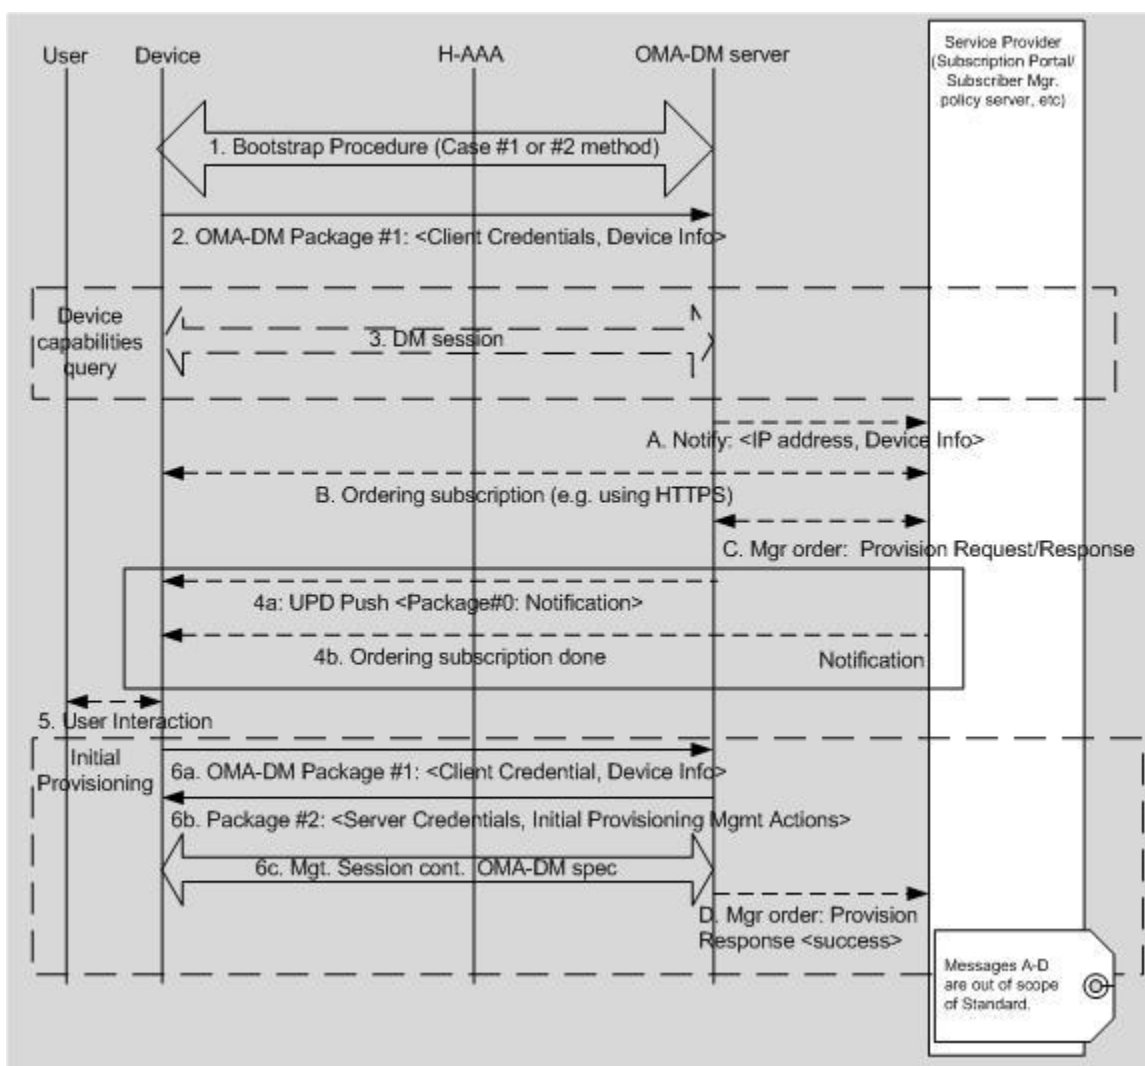 User
Device
H-AAA
OMA-DM server
Service Provider
(Subscription Portal/
Subscriber Mgr.
policy server, etc)
1. Bootstrap Procedure (Case #1 or #2 method)
2. OMA-DM Package #1: <Client Credentials, Device Info>
Device
capabilities
query
3. DM session
A. Notify: <IP address, Device Info>
B. Ordering subscription (e.g. using HTTPS)
C. Mgr order: Provision Request/Response
4a: UPD Push <Package#0: Notification>
4b. Ordering subscription done
Notification
5. User Interaction
Initial
Provisioning
6a. OMA-DM Package #1: <Client Credential, Device Info>
6b. Package #2: <Server Credentials, Initial Provisioning Mgmt Actions>
6c. Mgt. Session cont. OMA-DM spec
D. Mgr order: Provision
Response <success>
Messages A-D
are out of scope
of Standard.